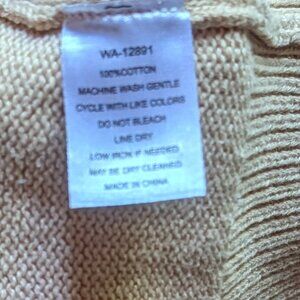 WA-12891
100%COTTON
MACHINE WASH GENTLE
CYCLE WITH LIKE COLORS
DO NOT BLEACH
LINE DRY
LOW IRON IF NEEDED
MAY BE DRY CLEANED
MADE IN CHINA